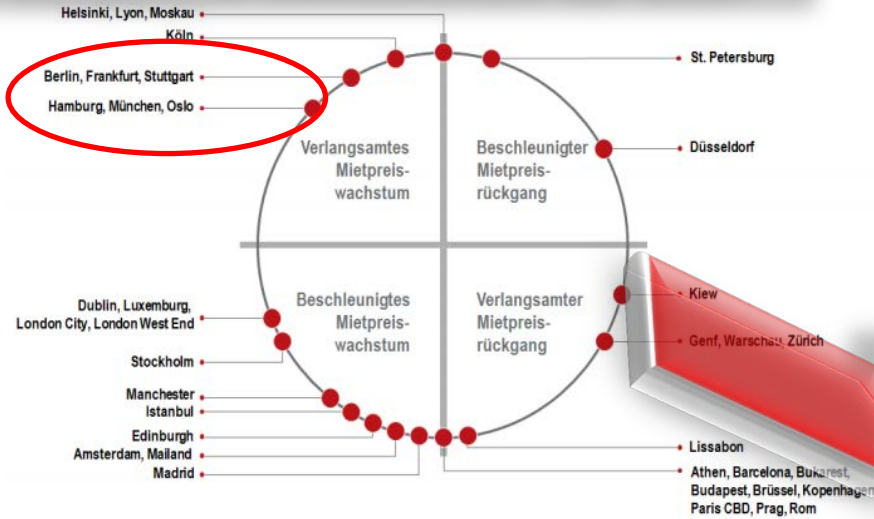 Helsinki, Lyon, Moskau
Köln
Berlin, Frankfurt, Stuttgart
Hamburg, München, Oslo
St. Petersburg
Düsseldorf
Verlangsamtes
Mietpreis-
wachstum
Beschleunigter
Mietpreis-
rückgang
Beschleunigtes
Mietpreis-
wachstum
Verlangsamter
Mietpreis-
rückgang
Dublin, Luxemburg,
London City, London West End
Stockholm
Manchester
Istanbul
Edinburgh
Amsterdam, Mailand
Madrid
Kiew
Genf, Warschau, Zürich
Lissabon
Athen, Barcelona, Bukarest,
Budapest, Brüssel, Kopenhagen
Paris CBD, Prag, Rom